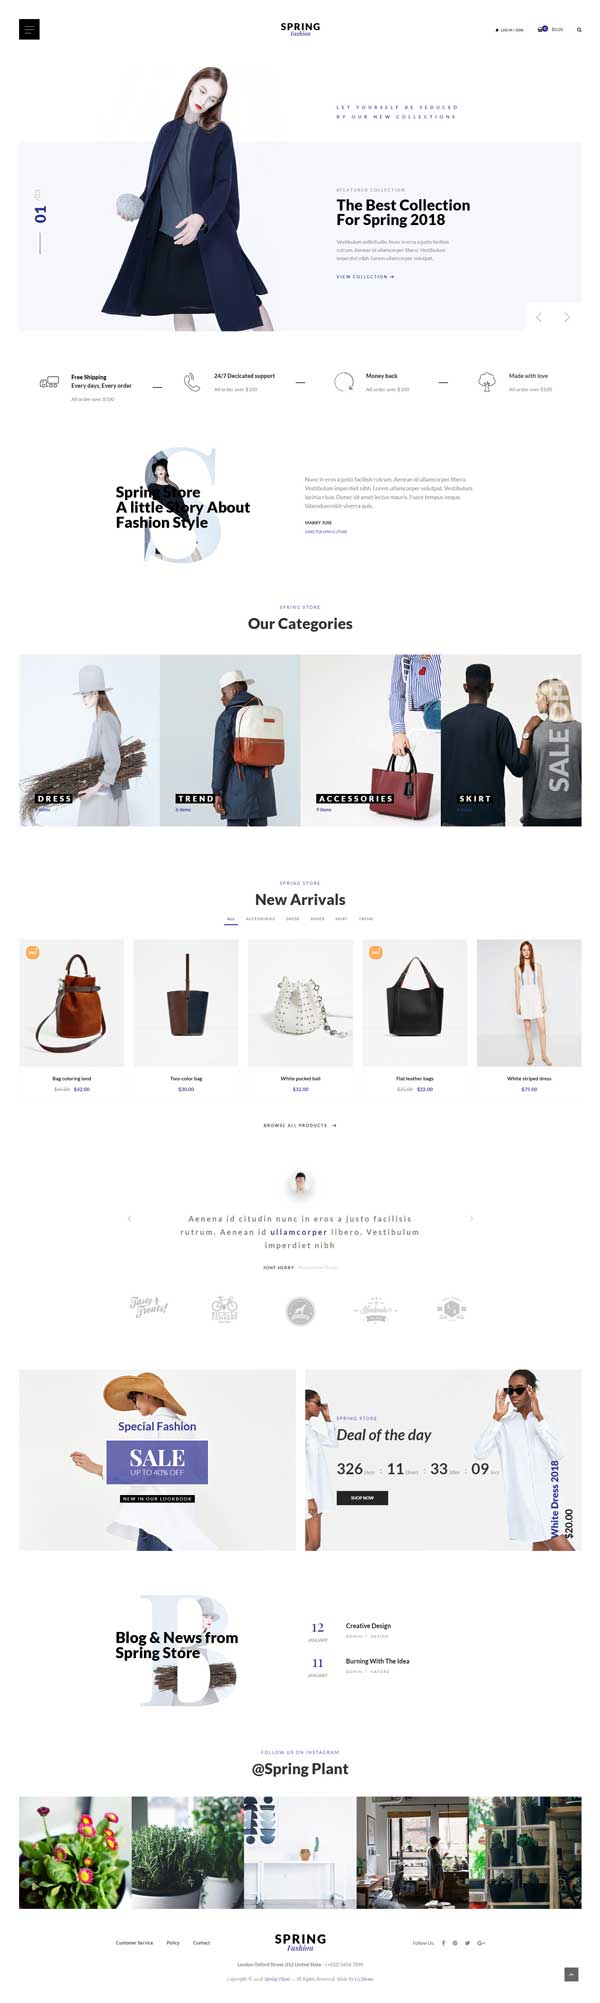 SPRING
Fashion
LOG IN / JOIN
0
$0.00
LET YOURSELF BE SEDUCED
BY OUR NEW COLLECTIONS
01
/03
#FEATURED COLLECTION
The Best Collection
For Spring 2018
Vestibulum sollicitudin. Nunc in eros a justo facilisis
rutrum. Aenean id ullamcorper libero. Vestibulum
imperdiet nibh. Lorem ullamcorper volutpat.
VIEW COLLECTION
Free Shipping
Every days, Every order
All order over $100
24/7 Decicated support
All order over $100
Money back
All order over $100
Made with love
All order over $100
Spring Store
A little Story About
Fashion Style
Nunc in eros a justo facilisis rutrum. Aenean id ullamcorper libero.
Vestibulum imperdiet nibh. Lorem ullamcorper volutpat. Vestibulum
lacinia risus. Donec sit amet lectus mauris. Fusce tempus neque,
bibendum nibh viverra quis.
MARRY JUXE
DIRECTOR SPRING STORE
SPRING STORE
Our Categories
DRESS
TREND
6 items
ACCESSORIES
9 items
SKIRT
SALE OFF
SPRING STORE
New Arrivals
ALL
ACCESSORIES
DRESS
SHOES
SKIRT
TREND
Bag coloring land
$42.00
Two-color bag
$30.00
White pocket ball
$32.00
Flat leather bags
$25.00 $22.00
White striped dress
$75.00
BROWSE ALL PRODUCTS
Aenena id citudin nunc in eros a justo facilisis
rutrum. Aenean id ullamcorper libero. Vestibulum
imperdiet nibh
JONT HERRY
Tasty
Treats!
BICYCLE
COMPANY
Handmade
Special Fashion
SALE
UP TO 40% OFF
NEW IN OUR LOOKBOOK
SPRING STORE
Deal of the day
326 Days : 11 Hours : 33 Mins : 09 Secs
SHOP NOW
White Dress 2018
$20.00
Blog & News from
Spring Store
12
JANUARY
Creative Design
ADMIN / DESIGN
11
JANUARY
Burning With The Idea
ADMIN / NATURE
FOLLOW US ON INSTAGRAM
@Spring Plant
Customer Service
Policy
Contact
SPRING
Fashion
Follow Us:
London Oxford Street, 012 United State - (+032) 3456 7890
Copyright © 2018 Spring Plant - All Rights Reserved. Made by